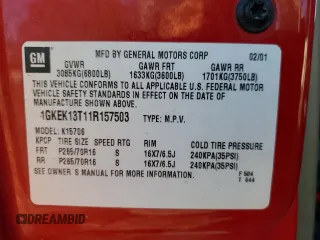 GM
MFD BY GENERAL MOTORS CORP 02/01
GVWR GAWR FRT GAWR RR
3085KG(6800LB) 1633KG(3600LB) 1701KG(3750LB)
THIS VEHICLE CONFORMS TO ALL APPLICABLE U.S. FEDERAL MOTOR
VEHICLE SAFETY STANDARDS IN EFFECT ON THE DATE OF
MANUFACTURE SHOWN ABOVE.
1GKEK13T11R157503 TYPE: M.P.V.
MODEL: K15706
KPCP TIRE SIZE SPEED RTG RIM COLD TIRE PRESSURE
FRT P265/70R16 S 16X7/6.5J 240KPA(35PSI)
RR P265/70R16 S 16X7/6.5J 240KPA(35PSI)
SEE OWNER'S MANUAL FOR MORE INFORMATION.
P 504
T 644
DREAMBID